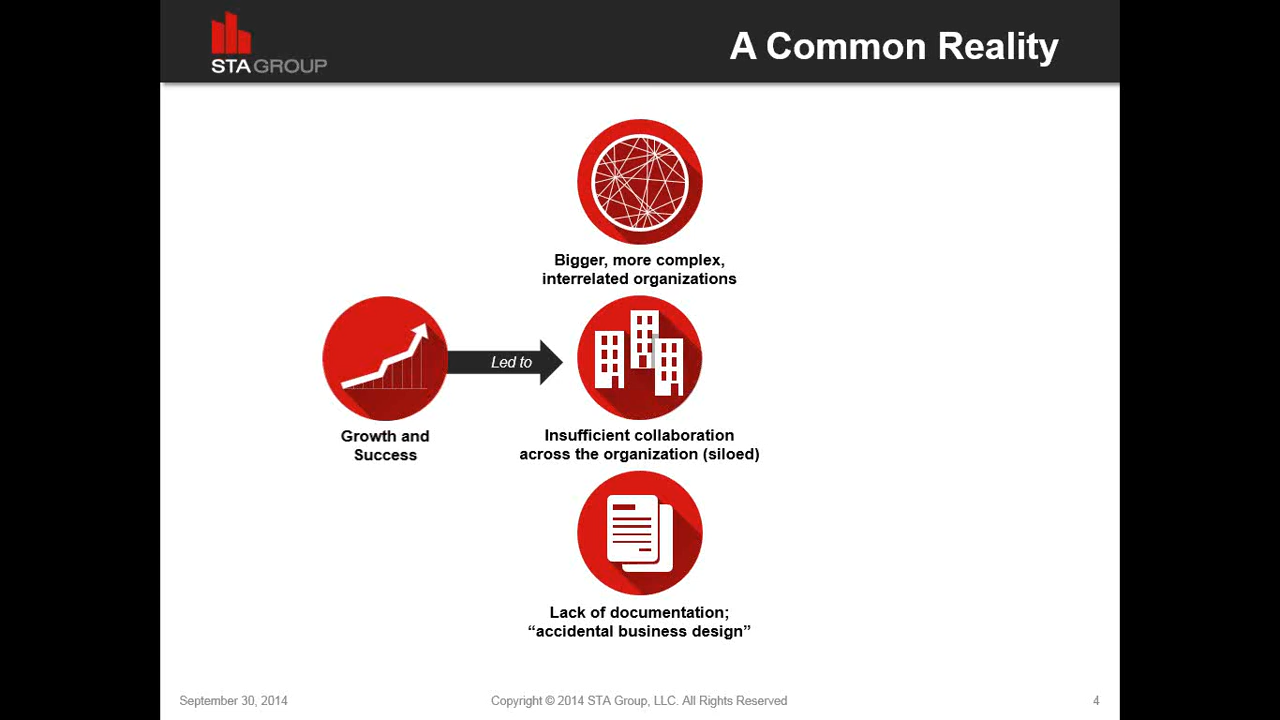 STA GROUP
A Common Reality
Bigger, more complex,
interrelated organizations
Led to
Growth and
Success
Insufficient collaboration
across the organization (siloed)
Lack of documentation;
“accidental business design”
September 30, 2014
Copyright © 2014 STA Group, LLC. All Rights Reserved
4